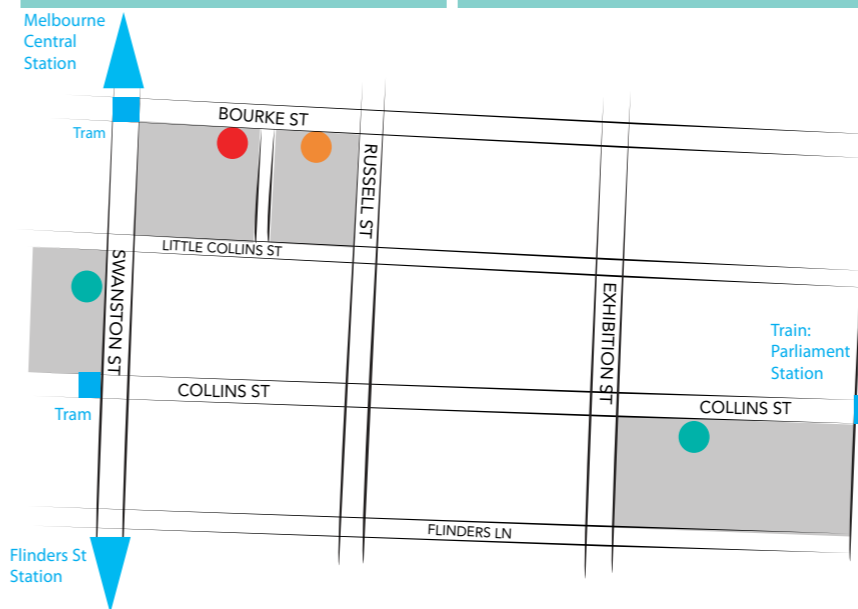 Melbourne
Central
Station
BOURKE ST
Tram
RUSSELL ST
LITTLE COLLINS ST
SWANSTON ST
EXHIBITION ST
Train:
Parliament
Station
COLLINS ST
COLLINS ST
Tram
FLINDERS LN
Flinders St
Station